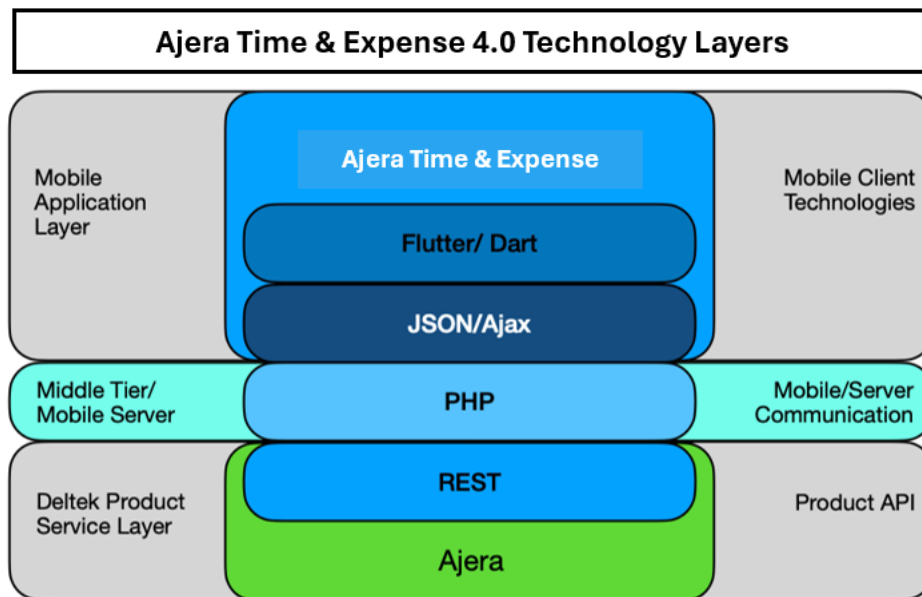 Ajera Time & Expense 4.0 Technology Layers
Mobile
Application
Layer
Ajera Time & Expense
Mobile Client
Technologies
Flutter/ Dart
JSON/Ajax
Middle Tier/
Mobile Server
PHP
Mobile/Server
Communication
Deltek Product
Service Layer
REST
Product API
Ajera